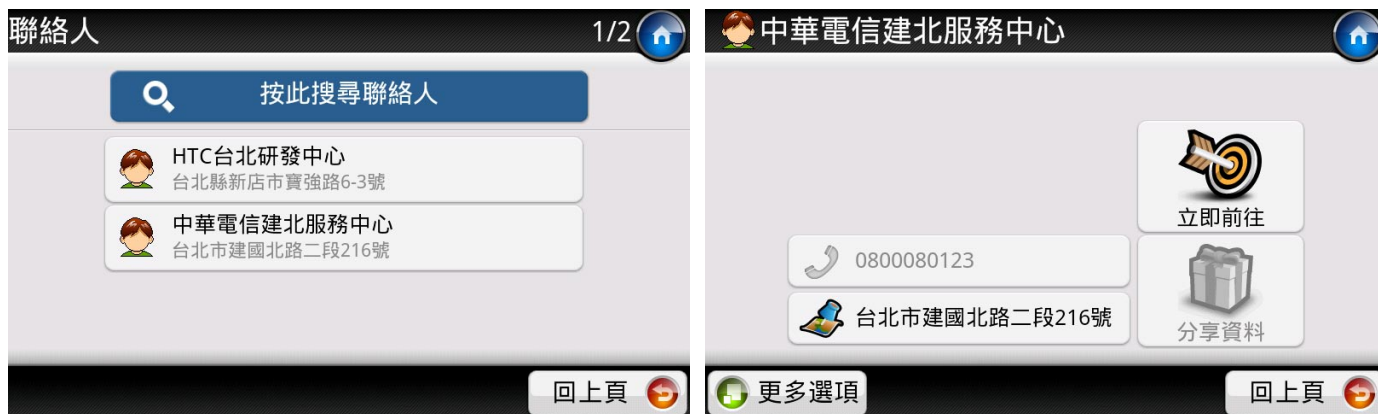 聯絡人
1/2
按此搜尋聯絡人
HTC台北研發中心
台北縣新店市寶強路6-3號
中華電信建北服務中心
台北市建國北路二段216號
回上頁
中華電信建北服務中心
立即前往
0800080123
台北市建國北路二段216號
分享資料
更多選項
回上頁